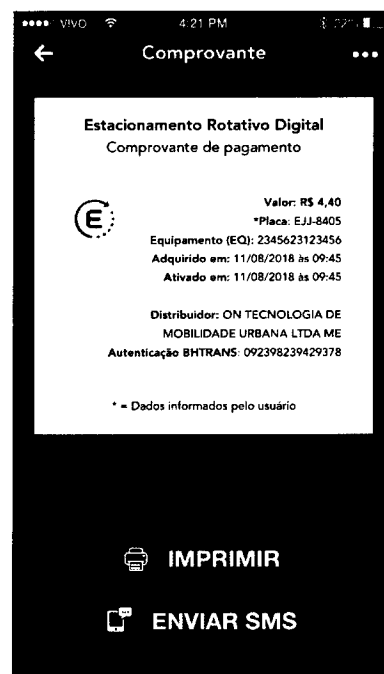 VIVO 4:21 PM
Comprovante
Estacionamento Rotativo Digital
Comprovante de pagamento
E
Valor: R$ 4,40
*Placa: EJJ-8405
Equipamento (EQ): 2345623123456
Adquirido em: 11/08/2018 às 09:45
Ativado em: 11/08/2018 às 09:45
Distribuidor: ON TECNOLOGIA DE
MOBILIDADE URBANA LTDA ME
Autenticação BHTRANS: 092398239429378
* = Dados informados pelo usuário
IMPRIMIR
ENVIAR SMS